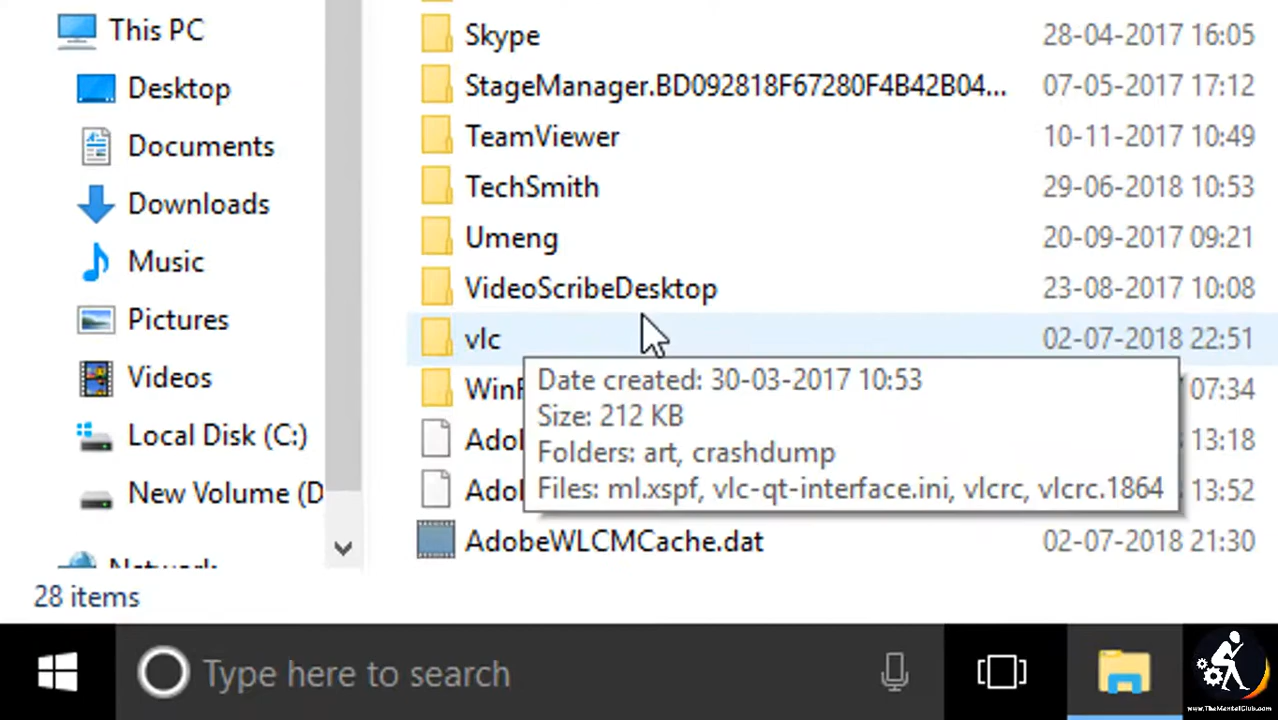 This PC
Desktop
Documents
Downloads
Music
Pictures
Videos
Local Disk (C:)
New Volume (D
Network
Skype 28-04-2017 16:05
StageManager.BD092818F67280F4B42B04... 07-05-2017 17:12
TeamViewer 10-11-2017 10:49
TechSmith 29-06-2018 10:53
Umeng 20-09-2017 09:21
VideoScribeDesktop 23-08-2017 10:08
vlc 02-07-2018 22:51
Date created: 30-03-2017 10:53
Size: 212 KB
Folders: art, crashdump
Files: ml.xspf, vlc-qt-interface.ini, vlcrc, vlcrc.1864
07:34
13:18
13:52
AdobeWLCMCache.dat 02-07-2018 21:30
28 items
Type here to search
www.TheMentalClub.com